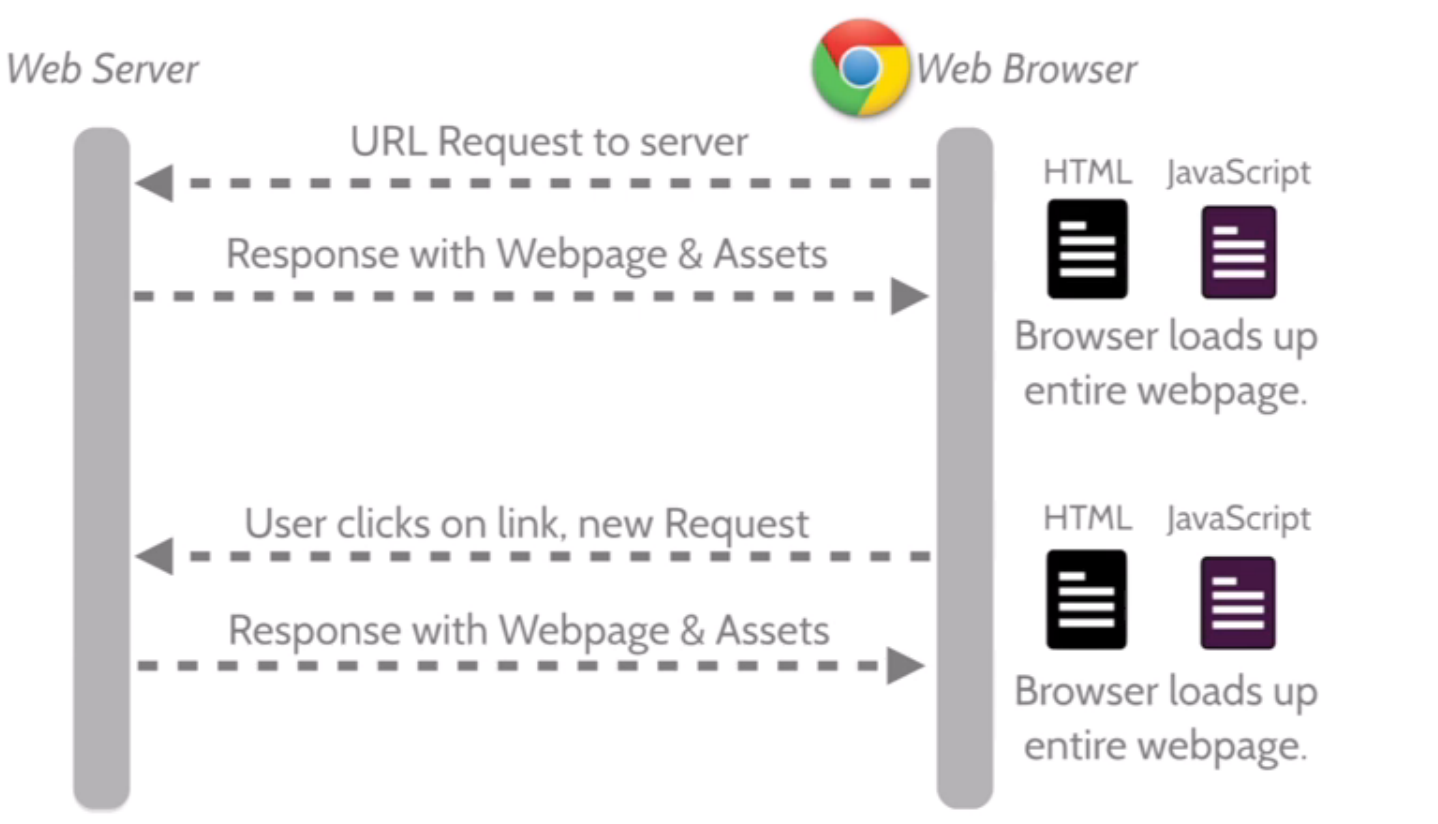 Web Server
Web Browser
URL Request to server
HTML JavaScript
Response with Webpage & Assets
Browser loads up
entire webpage.
User clicks on link, new Request
HTML JavaScript
Response with Webpage & Assets
Browser loads up
entire webpage.